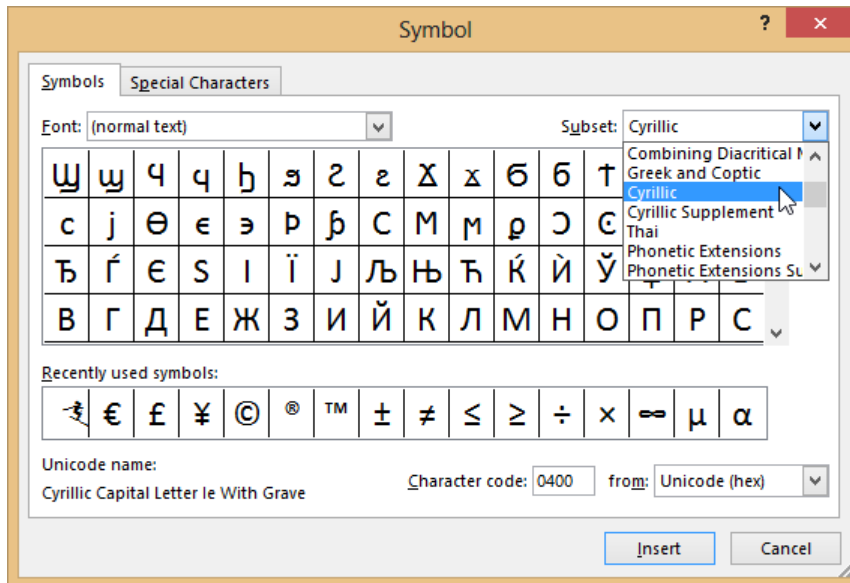 Symbol
?
Symbols Special Characters
Font: (normal text)
Subset: Cyrillic
Combining Diacritical
Greek and Coptic
Cyrillic
Cyrillic Supplement
Thai
Phonetic Extensions
Phonetic Extensions
с ј Ө є э
Ђ Ѓ Є Ѕ І Ї Ј Љ Њ Ћ Ќ Ѝ Ў
В Г Д Е Ж З И Й К Л М Н О П Р С
Recently used symbols:
€ £ ¥ © ® ™ ± ≠ ≤ ≥ ÷ × ∞ µ α
Unicode name:
Cyrillic Capital Letter Ie With Grave
Character code: 0400 from: Unicode (hex)
Insert Cancel